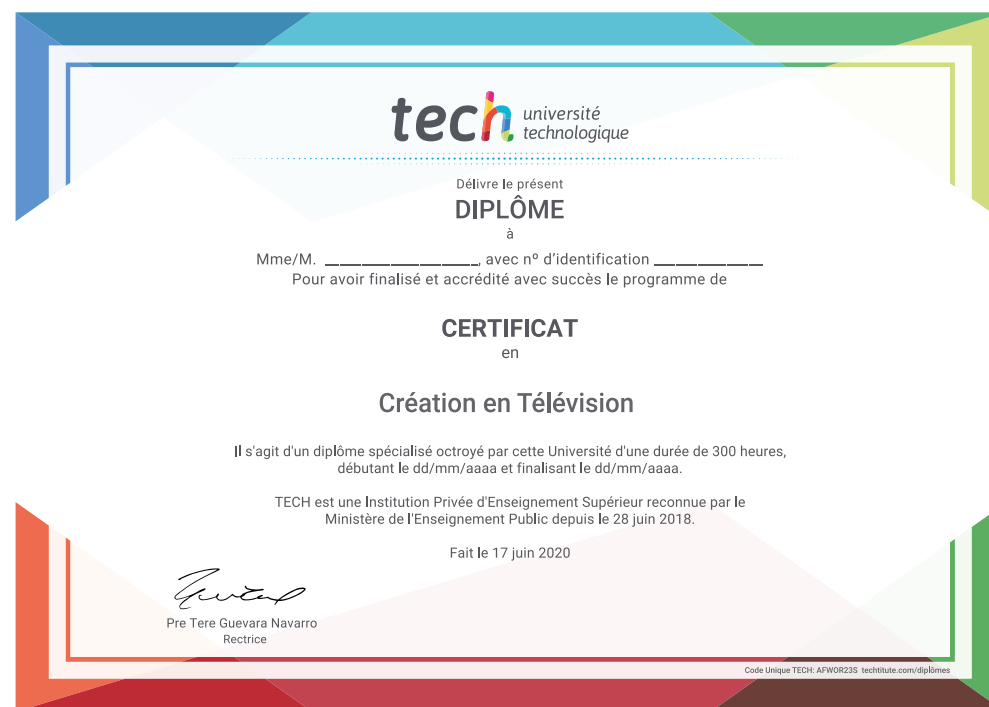 tech université
technologique
Délivre le présent
DIPLÔME
à
Mme/M. ____________________, avec nº d'identification ______________
Pour avoir finalisé et accrédité avec succès le programme de
CERTIFICAT
en
Création en Télévision
Il s'agit d'un diplôme spécialisé octroyé par cette Université d'une durée de 300 heures,
débutant le dd/mm/aaaa et finalisant le dd/mm/aaaa.
TECH est une Institution Privée d'Enseignement Supérieur reconnue par le
Ministère de l'Enseignement Public depuis le 28 juin 2018.
Fait le 17 juin 2020
Pre Tere Guevara Navarro
Rectrice
Code Unique TECH: AFWOR23S techtitute.com/diplômes